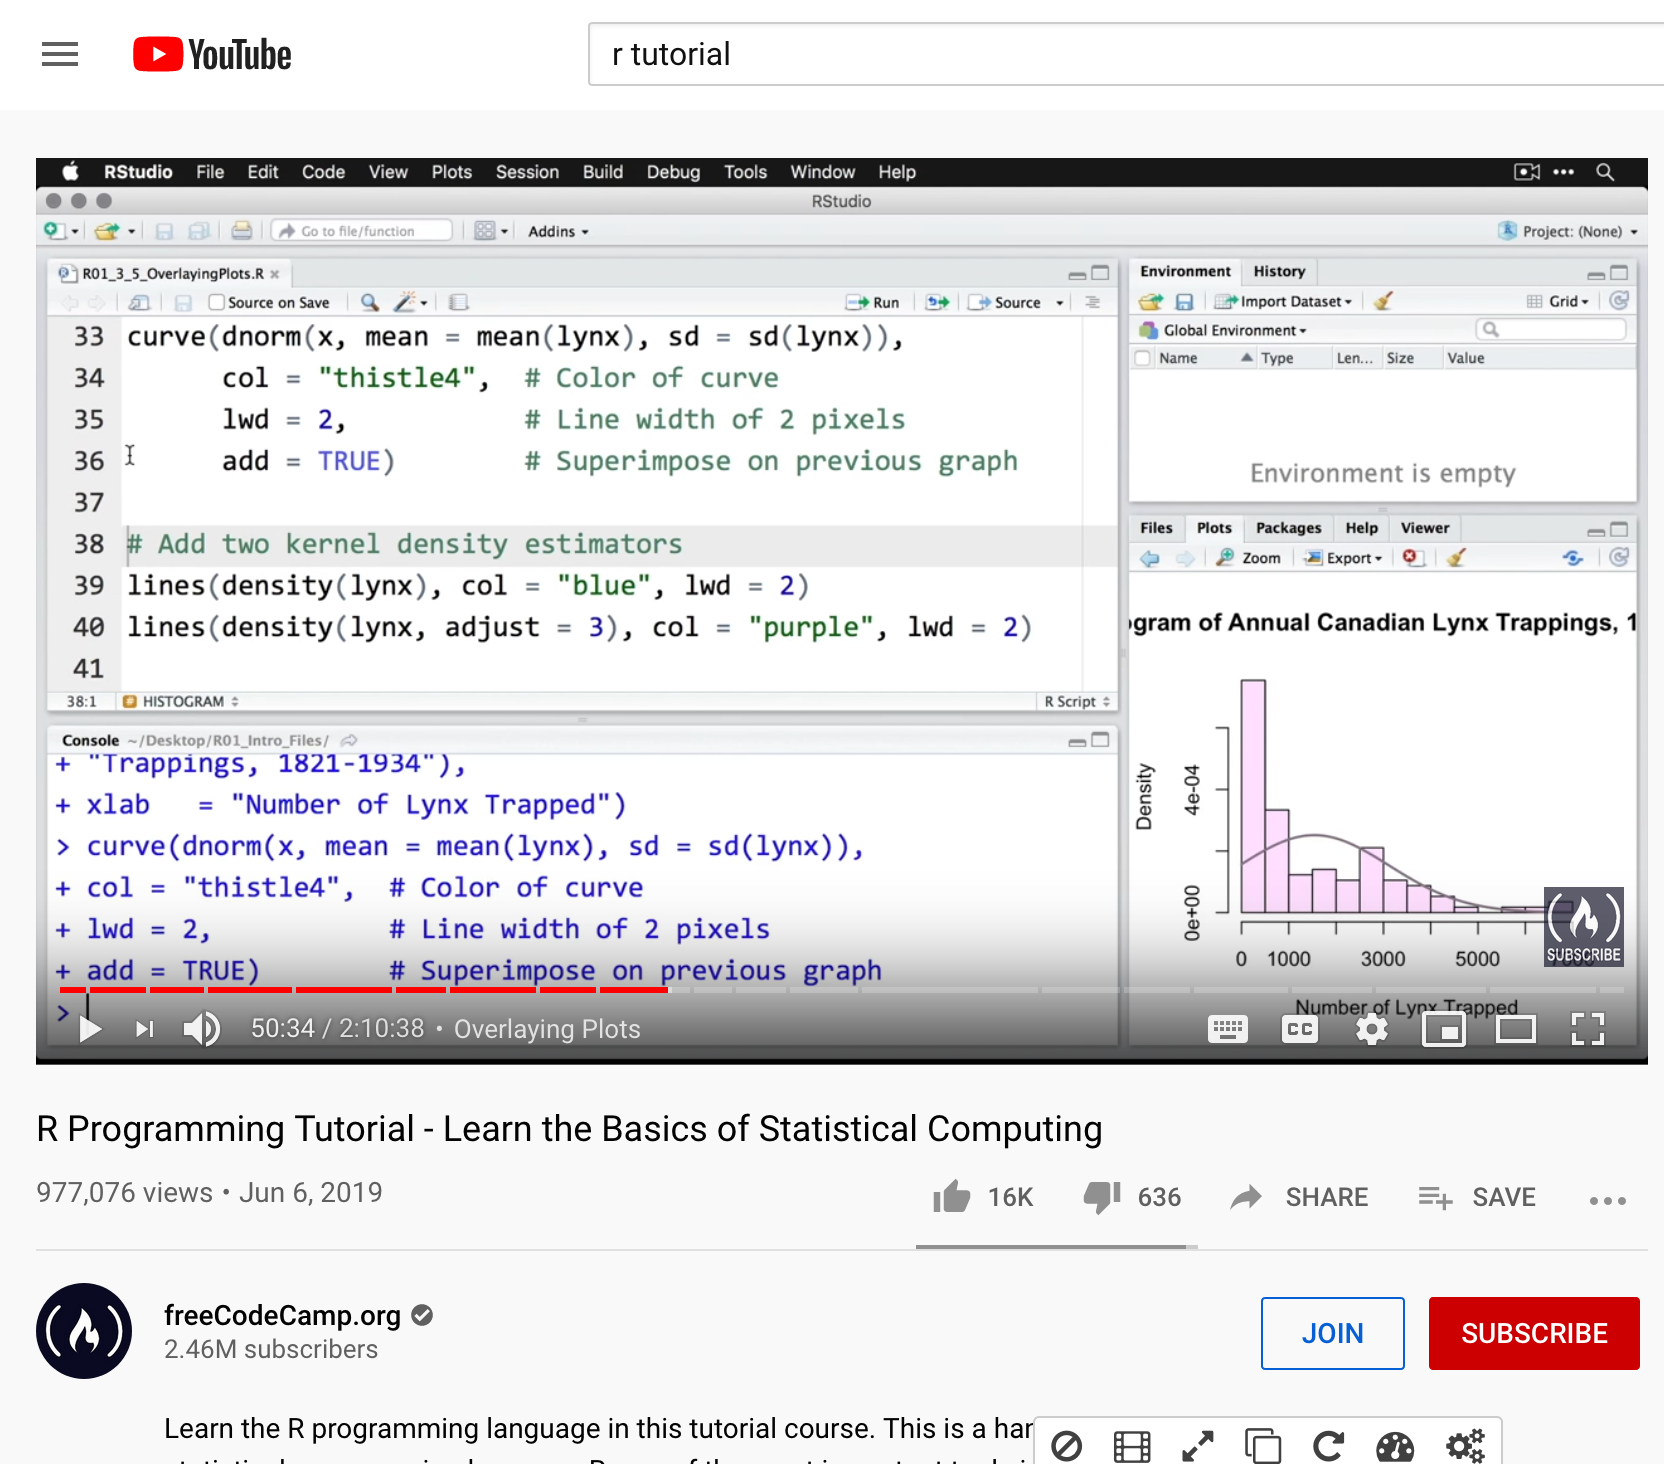 YouTube
r tutorial
RStudio File Edit Code View Plots Session Build Debug Tools Window Help
RStudio
Go to file/function Addins Project: (None)
R01_3_5_OverlayingPlots.R
Source on Save Run Source
33 curve(dnorm(x, mean = mean(lynx), sd = sd(lynx)),
34 col = "thistle4", # Color of curve
35 lwd = 2, # Line width of 2 pixels
36 add = TRUE) # Superimpose on previous graph
37
38 # Add two kernel density estimators
39 lines(density(lynx), col = "blue", lwd = 2)
40 lines(density(lynx, adjust = 3), col = "purple", lwd = 2)
41
38:1 HISTOGRAM R Script
Console ~/Desktop/R01_Intro_Files/
+ "Trappings, 1821-1934"),
+ xlab = "Number of Lynx Trapped")
> curve(dnorm(x, mean = mean(lynx), sd = sd(lynx)),
+ col = "thistle4", # Color of curve
+ lwd = 2, # Line width of 2 pixels
+ add = TRUE) # Superimpose on previous graph
>
Environment History
Import Dataset Grid
Global Environment
Name Type Len... Size Value
Environment is empty
Files Plots Packages Help Viewer
Zoom Export
gram of Annual Canadian Lynx Trappings, 1
Density
0e+00 4e-04
0 1000 3000 5000 7000
Number of Lynx Trapped
SUBSCRIBE
50:34 / 2:10:38 • Overlaying Plots
CC
R Programming Tutorial - Learn the Basics of Statistical Computing
977,076 views • Jun 6, 2019
16K 636 SHARE SAVE
freeCodeCamp.org
2.46M subscribers
JOIN SUBSCRIBE
Learn the R programming language in this tutorial course. This is a har